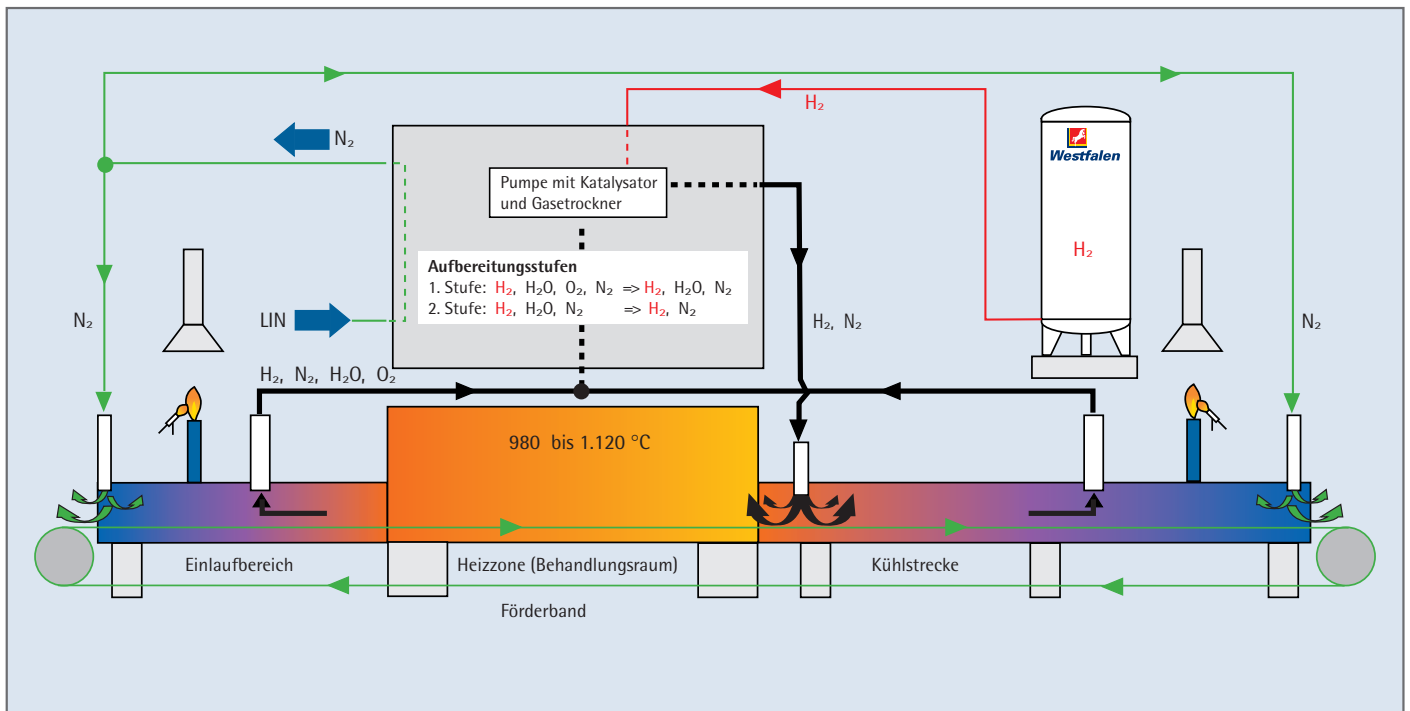 H₂
N₂
Westfalen
Pumpe mit Katalysator
und Gasetrockner
H₂
Aufbereitungsstufen
1. Stufe: H₂, H₂O, O₂, N₂ => H₂, H₂O, N₂
2. Stufe: H₂, H₂O, N₂ => H₂, N₂
N₂
LIN
H₂, N₂
N₂
H₂, N₂, H₂O, O₂
980 bis 1.120 °C
Einlaufbereich
Heizzone (Behandlungsraum)
Kühlstrecke
Förderband